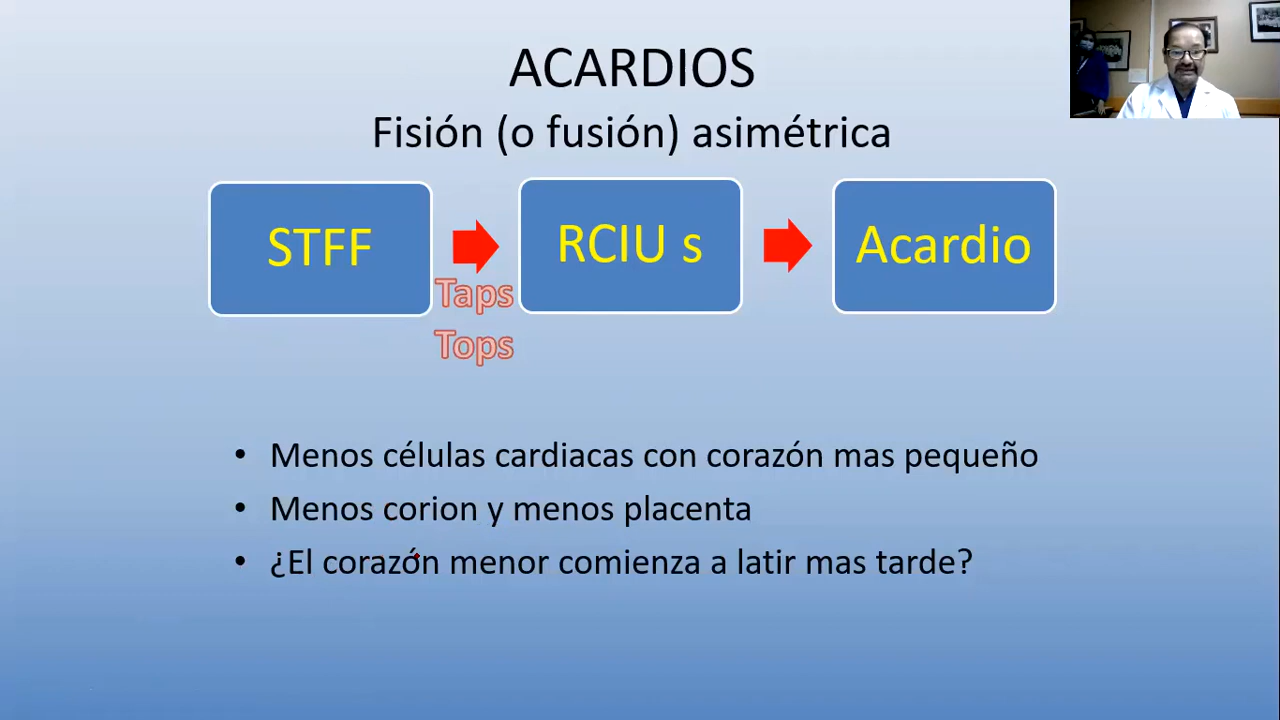 ACARDIOS
Fisión (o fusión) asimétrica
STFF
RCIU s
Acardio
Taps
Tops
• Menos células cardiacas con corazón mas pequeño
• Menos corion y menos placenta
• ¿El corazón menor comienza a latir mas tarde?